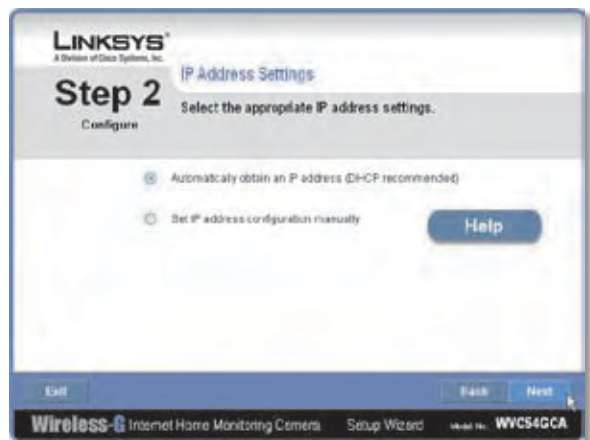 LINKSYS®
A Division of Cisco Systems, Inc.
Step 2
Configure
IP Address Settings
Select the appropriate IP address settings.
Automatically obtain an IP address (DHCP recommended)
Set IP address configuration manually
Help
Exit
Back
Next
Wireless-G Internet Home Monitoring Camera
Setup Wizard
Model No. WVC54GCA